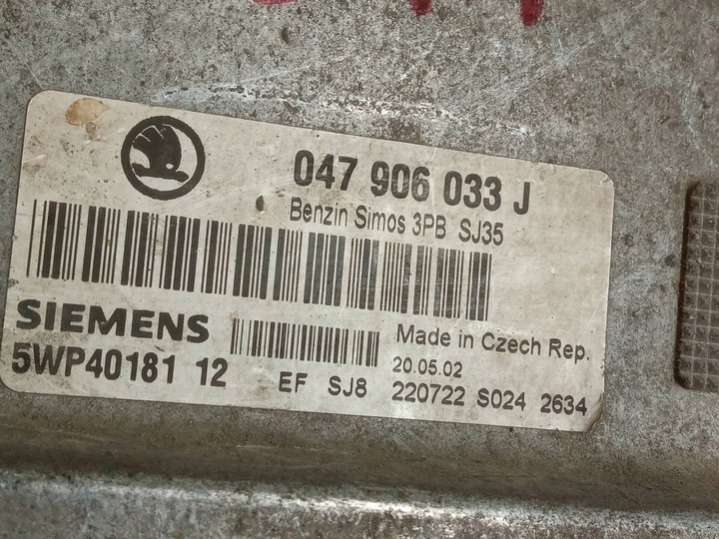 047 906 033 J
Benzin Simos 3PB SJ35
SIEMENS
5WP40181 12
Made in Czech Rep.
20.05.02
EF SJ8 220722 S024 2634